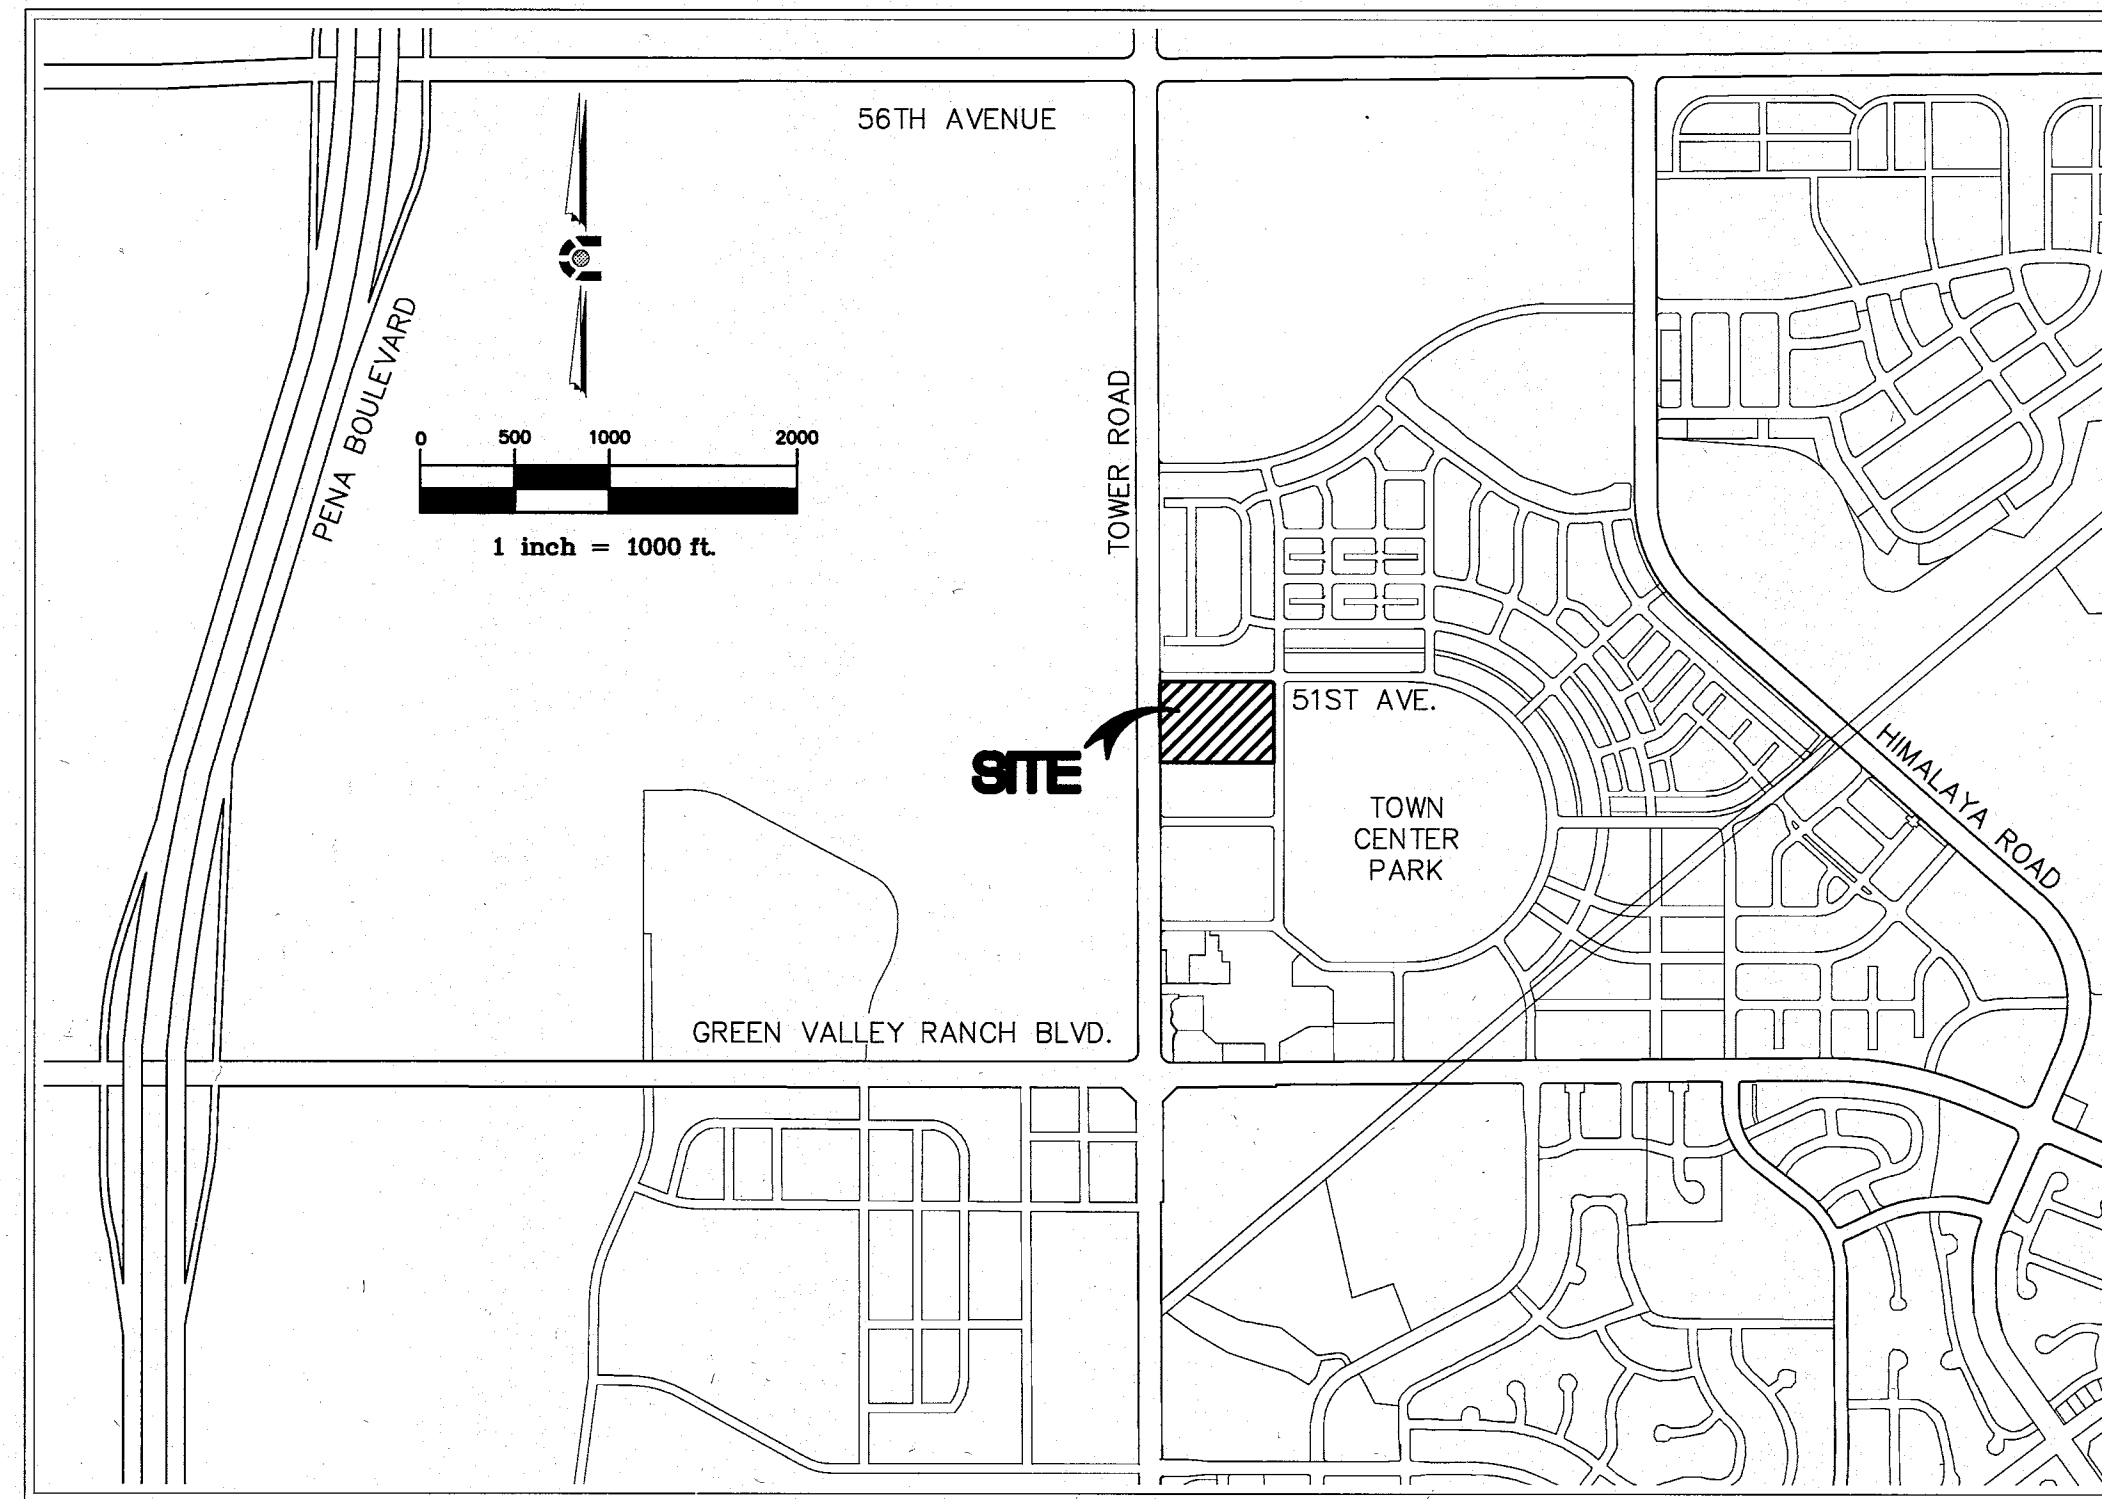 56TH AVENUE
PENA BOULEVARD
0 500 1000 2000
1 inch = 1000 ft.
TOWER ROAD
51ST AVE.
SITE
HIMALAYA ROAD
TOWN
CENTER
PARK
GREEN VALLEY RANCH BLVD.